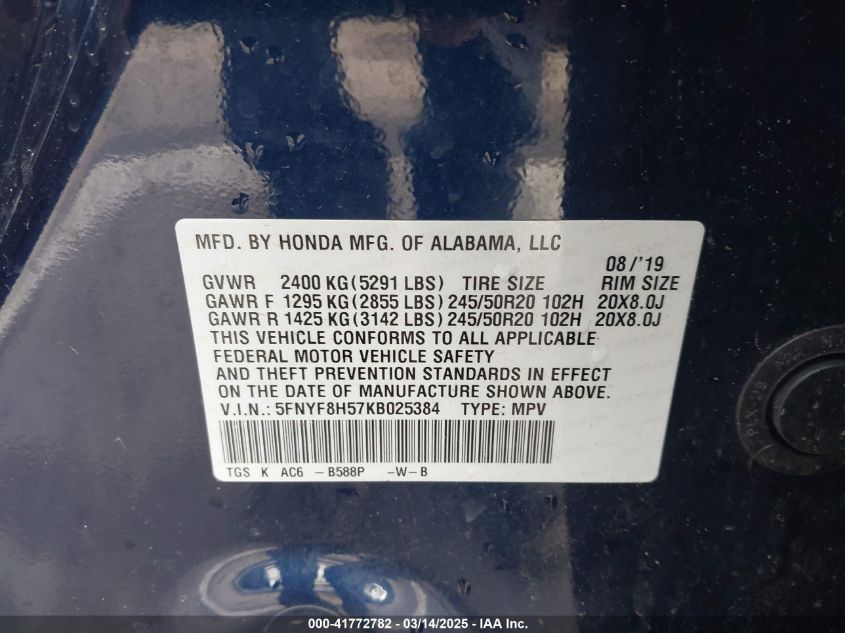 MFD. BY HONDA MFG. OF ALABAMA, LLC
08/'19
GVWR 2400 KG(5291 LBS) TIRE SIZE RIM SIZE
GAWR F 1295 KG(2855 LBS) 245/50R20 102H 20X8.0J
GAWR R 1425 KG(3142 LBS) 245/50R20 102H 20X8.0J
THIS VEHICLE CONFORMS TO ALL APPLICABLE
FEDERAL MOTOR VEHICLE SAFETY
AND THEFT PREVENTION STANDARDS IN EFFECT
ON THE DATE OF MANUFACTURE SHOWN ABOVE.
V.I.N.: 5FNYF8H57KB025384 TYPE: MPV
TGS K AC6 -B588P -W-B
000-41772782 - 03/14/2025 - IAA Inc.